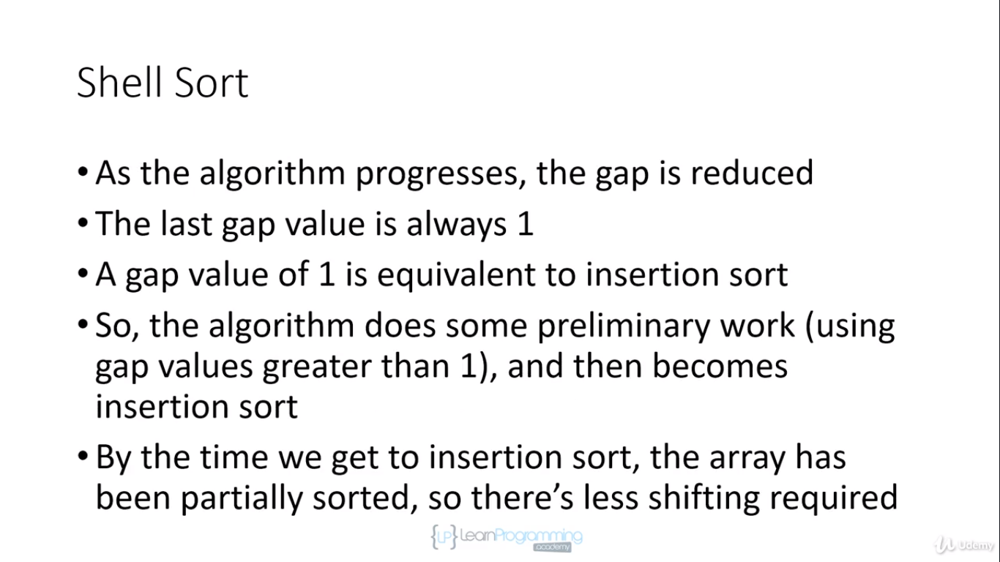 Shell Sort
• As the algorithm progresses, the gap is reduced
• The last gap value is always 1
• A gap value of 1 is equivalent to insertion sort
• So, the algorithm does some preliminary work (using
gap values greater than 1), and then becomes
insertion sort
• By the time we get to insertion sort, the array has
been partially sorted, so there’s less shifting required
{LP} LearnProgramming
academy
Udemy